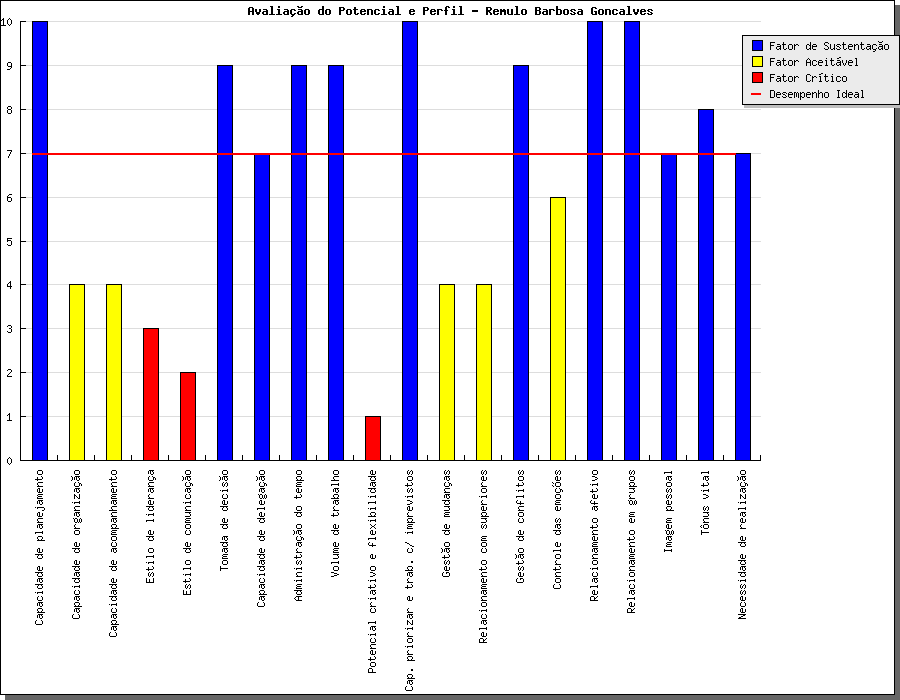 Avaliação do Potencial e Perfil - Remulo Barbosa Goncalves
Fator de Sustentação
Fator Aceitável
Fator Crítico
Desempenho Ideal
10
9
8
7
6
5
4
3
2
1
0
Capacidade de planejamento
Capacidade de organização
Capacidade de acompanhamento
Estilo de liderança
Estilo de comunicação
Tomada de decisão
Capacidade de delegação
Administração do tempo
Volume de trabalho
Potencial criativo e flexibilidade
Cap. priorizar e trab. c/ imprevistos
Gestão de mudanças
Relacionamento com superiores
Gestão de conflitos
Controle das emoções
Relacionamento afetivo
Relacionamento em grupos
Imagem pessoal
Tônus vital
Necessidade de realização